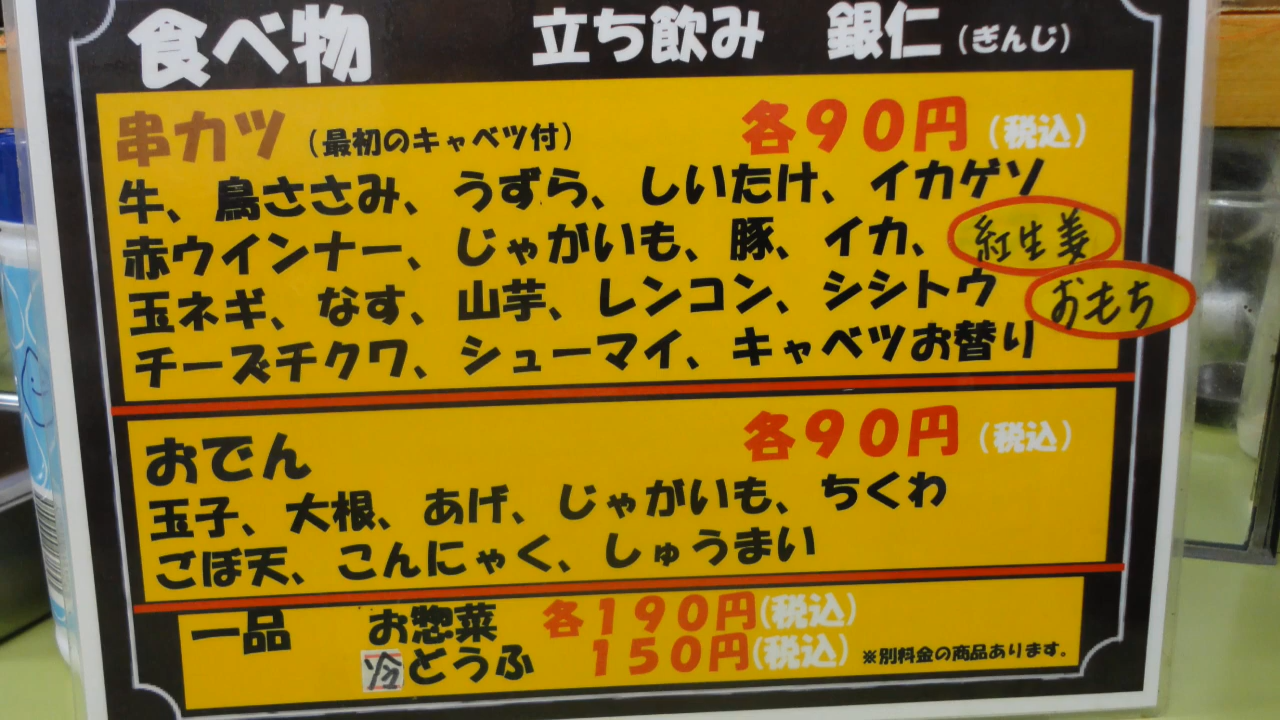 食べ物 立ち飲み 銀仁 (ぎんじ)
串カツ (最初のキャベツ付) 各90円 (税込)
牛、鳥ささみ、うずら、しいたけ、イカゲソ
赤ウインナー、じゃがいも、豚、イカ、紅生姜
玉ネギ、なす、山芋、レンコン、シシトウ おもち
チーズチクワ、シューマイ、キャベツお替り
おでん 各90円 (税込)
玉子、大根、あげ、じゃがいも、ちくわ
ごぼ天、こんにゃく、しゅうまい
一品 お惣菜 各190円(税込)
冷どうふ 150円(税込) ※別料金の商品あります。